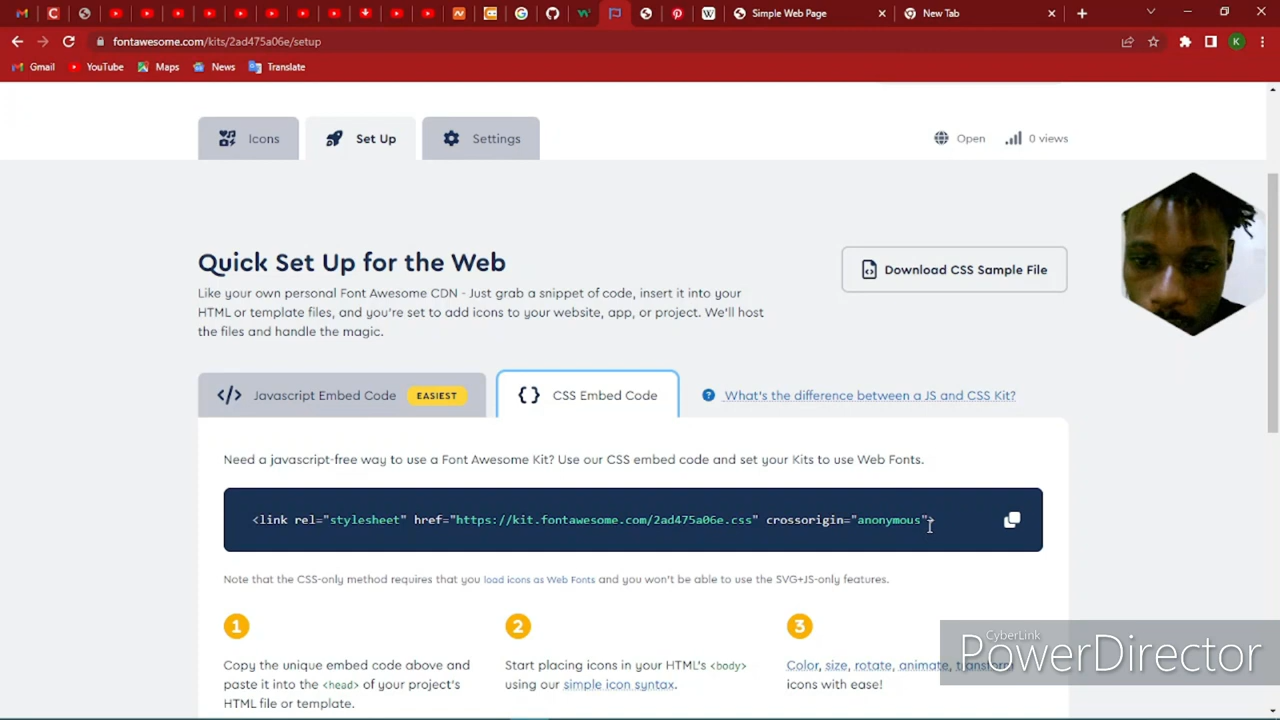 Simple Web Page
New Tab
fontawesome.com/kits/2ad475a06e/setup
K
Gmail
YouTube
Maps
News
Translate
Icons
Set Up
Settings
Open
0 views
Quick Set Up for the Web
Download CSS Sample File
Like your own personal Font Awesome CDN - Just grab a snippet of code, insert it into your
HTML or template files, and you're set to add icons to your website, app, or project. We'll host
the files and handle the magic.
Javascript Embed Code EASIEST
CSS Embed Code
What's the difference between a JS and CSS Kit?
Need a javascript-free way to use a Font Awesome Kit? Use our CSS embed code and set your Kits to use Web Fonts.
<link rel="stylesheet" href="https://kit.fontawesome.com/2ad475a06e.css" crossorigin="anonymous">
Note that the CSS-only method requires that you load icons as Web Fonts and you won't be able to use the SVG+JS-only features.
1
Copy the unique embed code above and
paste it into the <head> of your project's
HTML file or template.
2
Start placing icons in your HTML's <body>
using our simple icon syntax.
3
Color, size, rotate, animate, transform
icons with ease!
CyberLink
PowerDirector